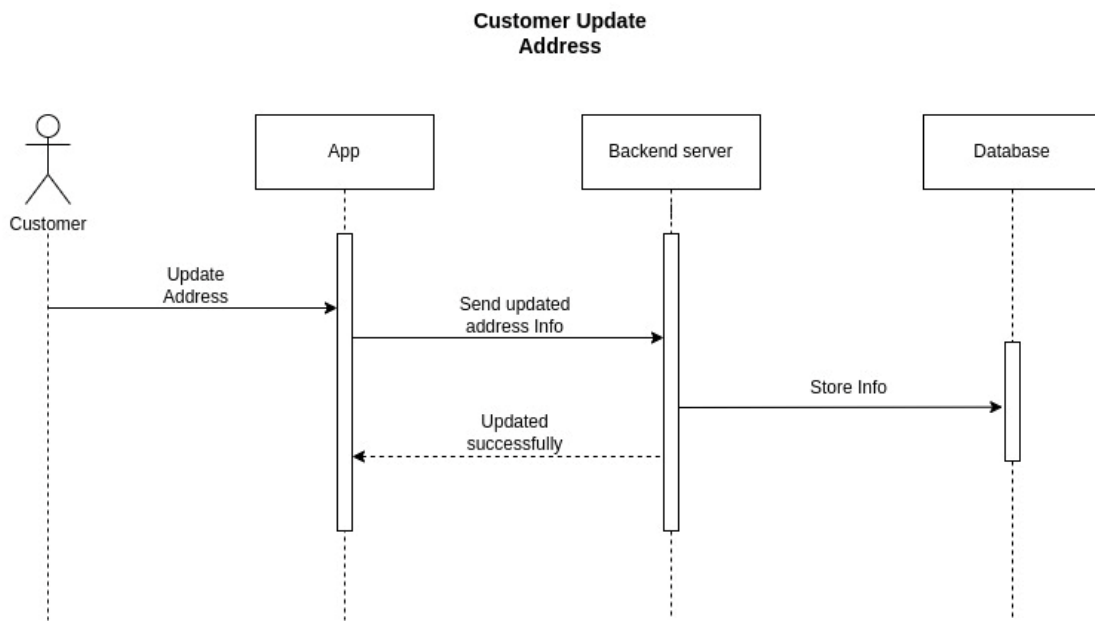 Customer Update
Address
App
Backend server
Database
Customer
Update
Address
Send updated
address Info
Store Info
Updated
successfully